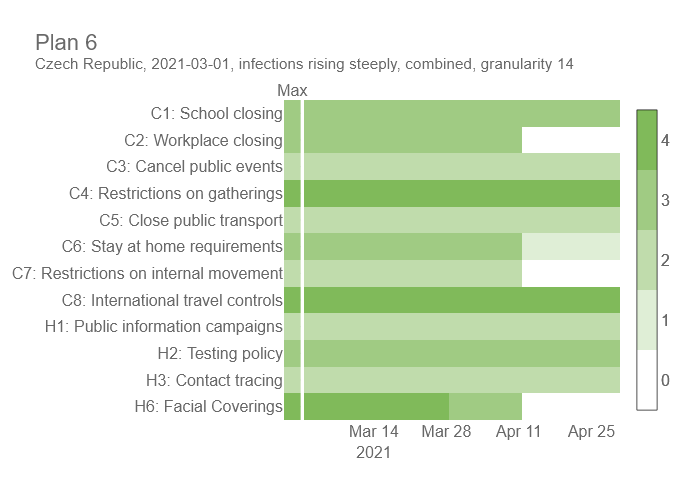 Plan 6
Czech Republic, 2021-03-01, infections rising steeply, combined, granularity 14
Max
C1: School closing
C2: Workplace closing
C3: Cancel public events
C4: Restrictions on gatherings
C5: Close public transport
C6: Stay at home requirements
C7: Restrictions on internal movement
C8: International travel controls
H1: Public information campaigns
H2: Testing policy
H3: Contact tracing
H6: Facial Coverings
4
3
2
1
0
Mar 14 Mar 28 Apr 11 Apr 25
2021